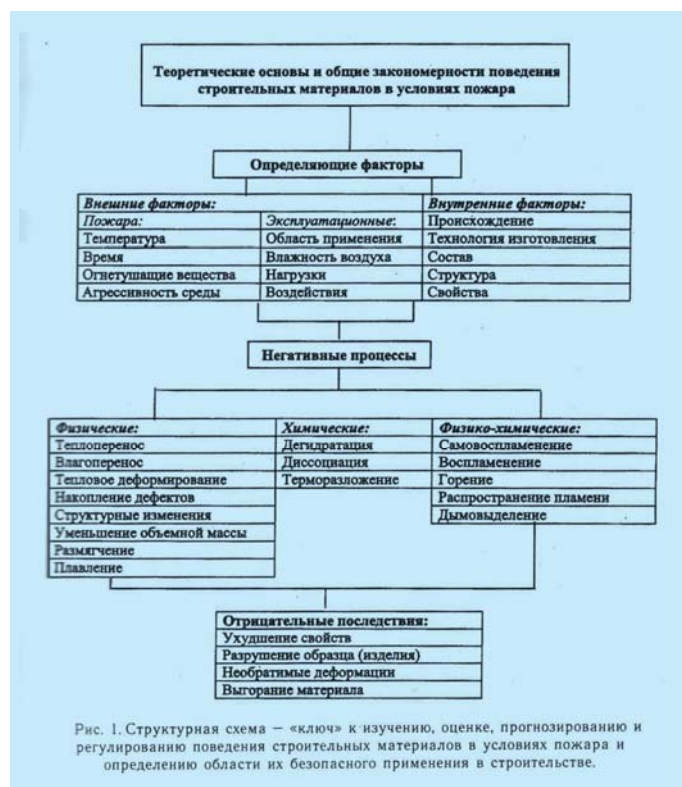 Теоретические основы и общие закономерности поведения
строительных материалов в условиях пожара
Определяющие факторы
Внешние факторы:
Внутренние факторы:
Пожара:
Эксплуатационные:
Происхождение
Температура
Область применения
Технология изготовления
Время
Влажность воздуха
Состав
Огнетушащие вещества
Нагрузки
Структура
Агрессивность среды
Воздействия
Свойства
Негативные процессы
Физические:
Химические:
Физико-химические:
Теплоперенос
Дегидратация
Самовоспламенение
Влагоперенос
Диссоциация
Воспламенение
Тепловое деформирование
Терморазложение
Горение
Накопление дефектов
Распространение пламени
Структурные изменения
Дымовыделение
Уменьшение объемной массы
Размягчение
Плавление
Отрицательные последствия:
Ухудшение свойств
Разрушение образца (изделия)
Необратимые деформации
Выгорание материала
Рис. 1. Структурная схема – «ключ» к изучению, оценке, прогнозированию и
регулированию поведения строительных материалов в условиях пожара и
определению области их безопасного применения в строительстве.